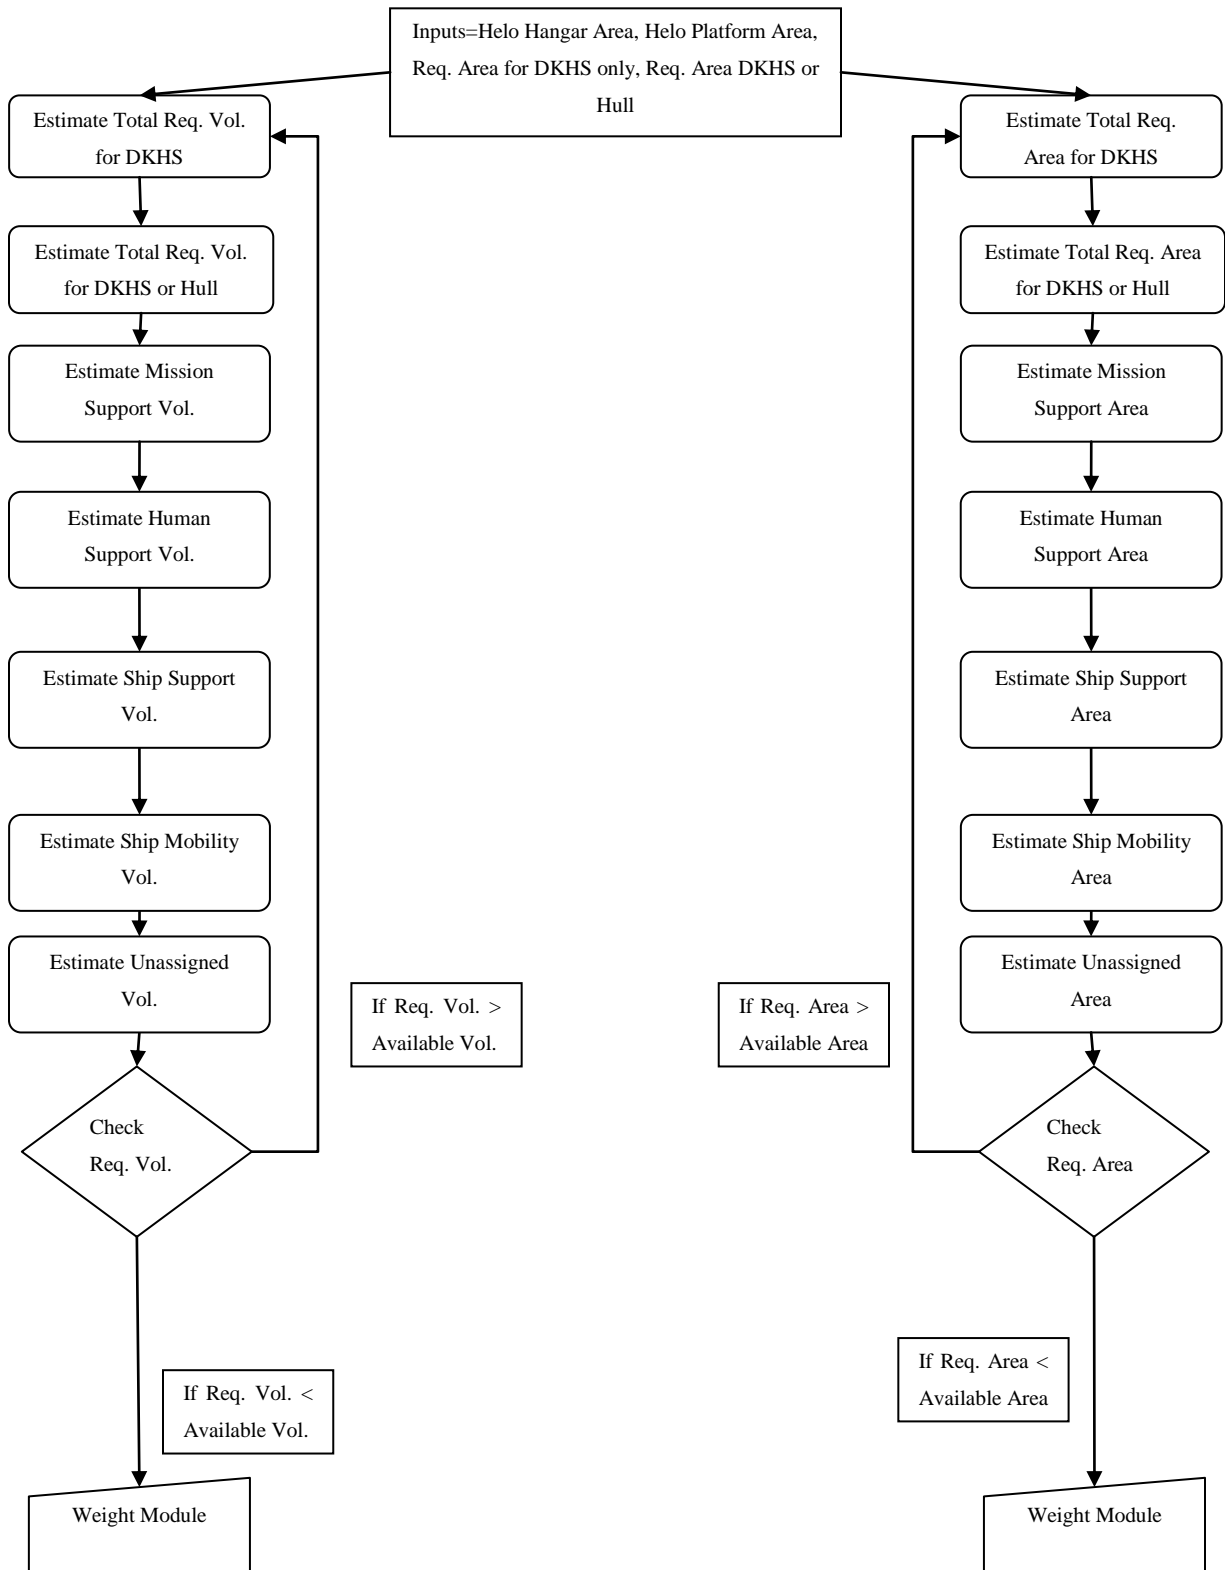 Inputs=Helo Hangar Area, Helo Platform Area,
Req. Area for DKHS only, Req. Area DKHS or
Hull
Estimate Total Req. Vol.
for DKHS
Estimate Total Req. Vol.
for DKHS or Hull
Estimate Mission
Support Vol.
Estimate Human
Support Vol.
Estimate Ship Support
Vol.
Estimate Ship Mobility
Vol.
Estimate Unassigned
Vol.
If Req. Vol. >
Available Vol.
Check
Req. Vol.
If Req. Vol. <
Available Vol.
Weight Module
Estimate Total Req.
Area for DKHS
Estimate Total Req. Area
for DKHS or Hull
Estimate Mission
Support Area
Estimate Human
Support Area
Estimate Ship Support
Area
Estimate Ship Mobility
Area
Estimate Unassigned
Area
If Req. Area >
Available Area
Check
Req. Area
If Req. Area <
Available Area
Weight Module